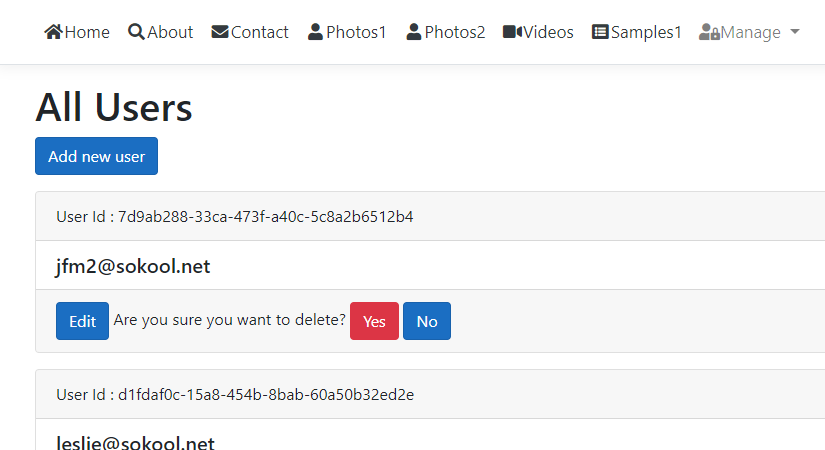 Home About Contact Photos1 Photos2 Videos Samples1 Manage
All Users
Add new user
User Id : 7d9ab288-33ca-473f-a40c-5c8a2b6512b4
jfm2@sokool.net
Edit Are you sure you want to delete? Yes No
User Id : d1fdaf0c-15a8-454b-8bab-60a50b32ed2e
leslie@sokool.net